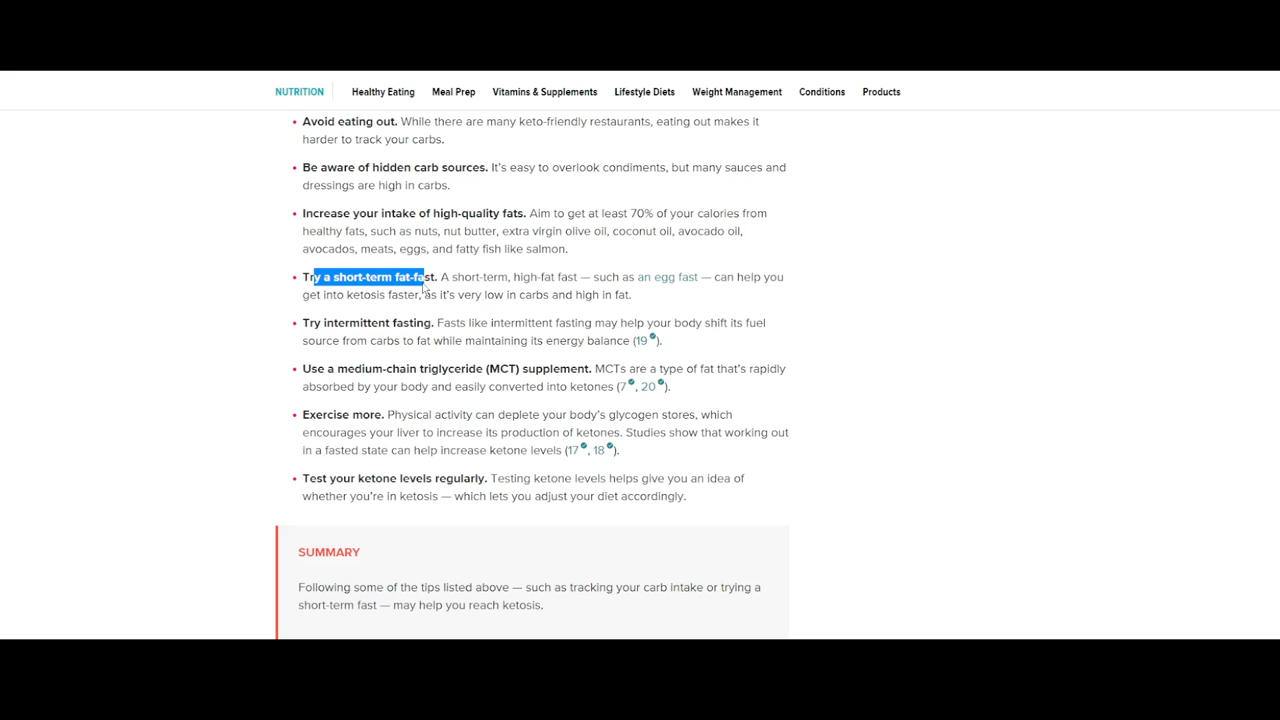 NUTRITION Healthy Eating Meal Prep Vitamins & Supplements Lifestyle Diets Weight Management Conditions Products
• Avoid eating out. While there are many keto-friendly restaurants, eating out makes it
harder to track your carbs.
• Be aware of hidden carb sources. It's easy to overlook condiments, but many sauces and
dressings are high in carbs.
• Increase your intake of high-quality fats. Aim to get at least 70% of your calories from
healthy fats, such as nuts, nut butter, extra virgin olive oil, coconut oil, avocado oil,
avocados, meats, eggs, and fatty fish like salmon.
• Try a short-term fat-fast. A short-term, high-fat fast — such as an egg fast — can help you
get into ketosis faster, as it's very low in carbs and high in fat.
• Try intermittent fasting. Fasts like intermittent fasting may help your body shift its fuel
source from carbs to fat while maintaining its energy balance (19).
• Use a medium-chain triglyceride (MCT) supplement. MCTs are a type of fat that's rapidly
absorbed by your body and easily converted into ketones (7, 20).
• Exercise more. Physical activity can deplete your body's glycogen stores, which
encourages your liver to increase its production of ketones. Studies show that working out
in a fasted state can help increase ketone levels (17, 18).
• Test your ketone levels regularly. Testing ketone levels helps give you an idea of
whether you're in ketosis — which lets you adjust your diet accordingly.
SUMMARY
Following some of the tips listed above — such as tracking your carb intake or trying a
short-term fast — may help you reach ketosis.